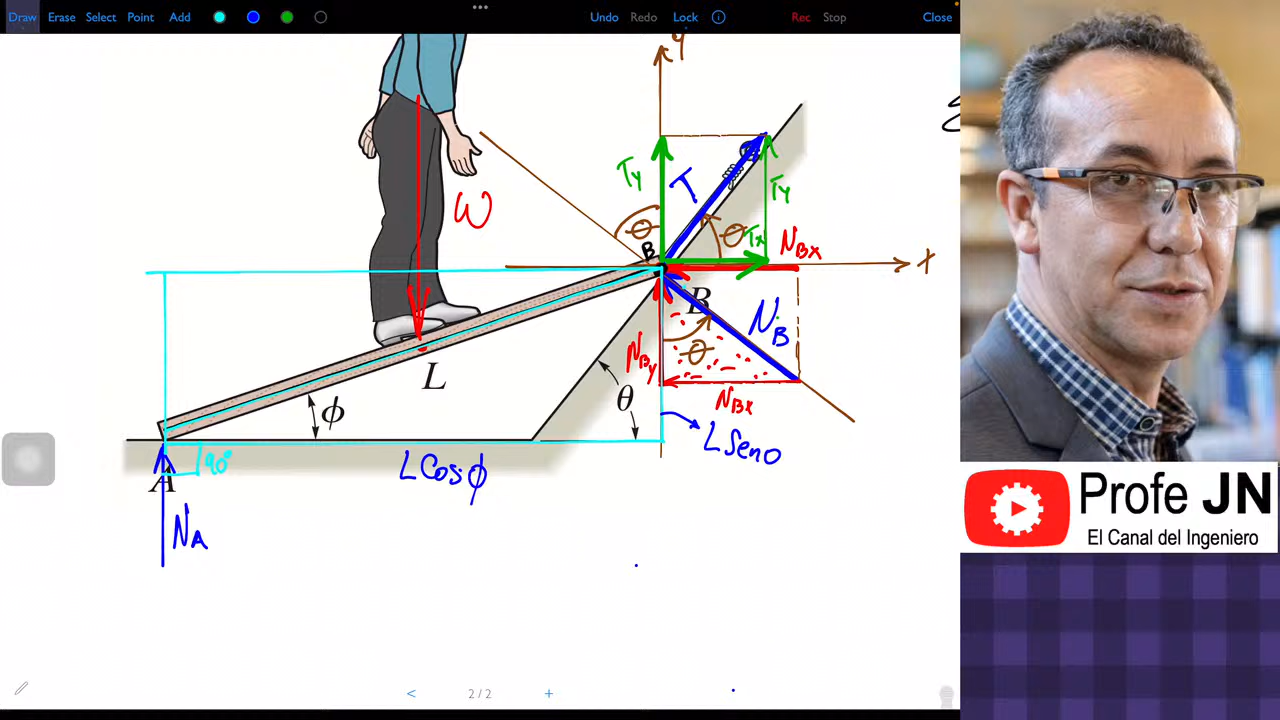 Draw Erase Select Point Add Undo Redo Lock Rec Stop Close
y
Ty
T
Ty
W
θ
B
θ
Tx
NBX
x
B
NB
L
NBy
θ
ϕ
θ
NBX
L Sen0
90°
A
L Cos ϕ
NA
< 2/2 +
Profe JN
El Canal del Ingeniero